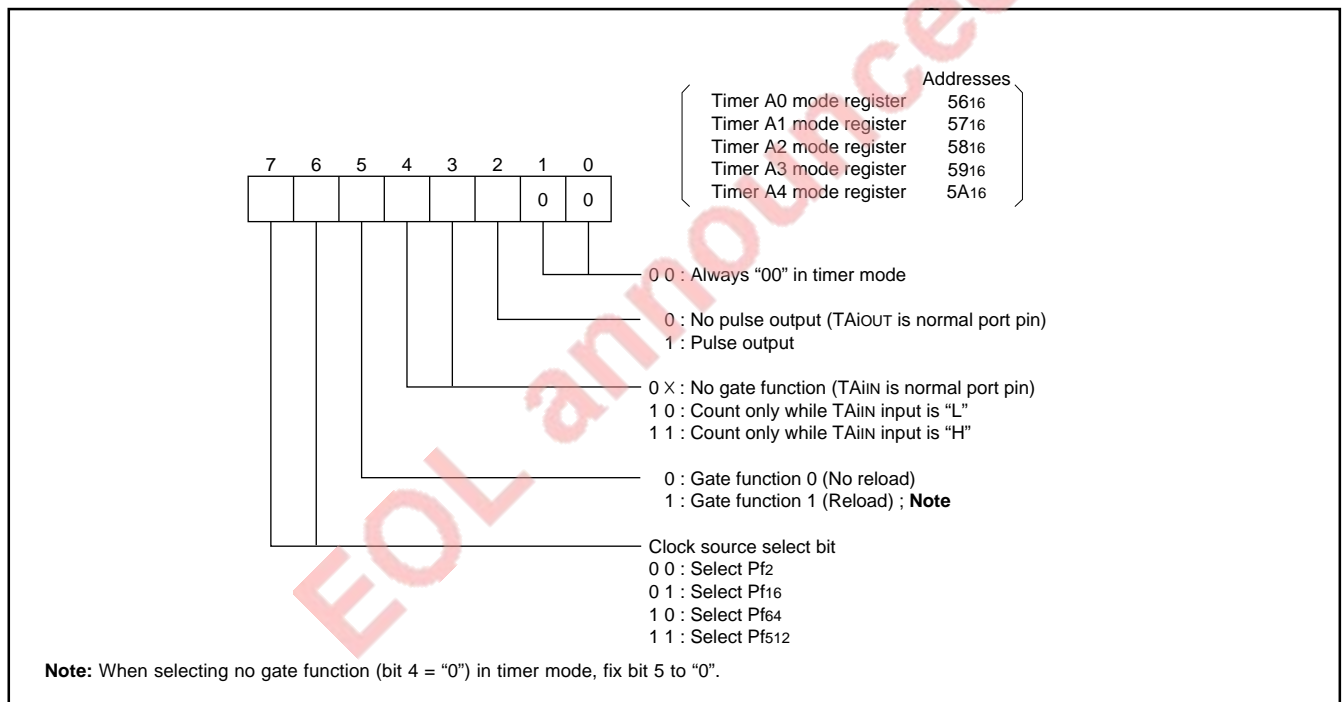 Addresses
Timer A0 mode register 5616
Timer A1 mode register 5716
Timer A2 mode register 5816
Timer A3 mode register 5916
Timer A4 mode register 5A16
7 6 5 4 3 2 1 0
0 0
0 0 : Always “00” in timer mode
0 : No pulse output (TAiOUT is normal port pin)
1 : Pulse output
0 × : No gate function (TAiIN is normal port pin)
1 0 : Count only while TAiIN input is “L”
1 1 : Count only while TAiIN input is “H”
0 : Gate function 0 (No reload)
1 : Gate function 1 (Reload) ; Note
Clock source select bit
0 0 : Select Pf2
0 1 : Select Pf16
1 0 : Select Pf64
1 1 : Select Pf512
Note: When selecting no gate function (bit 4 = “0”) in timer mode, fix bit 5 to “0”.
EOL announced